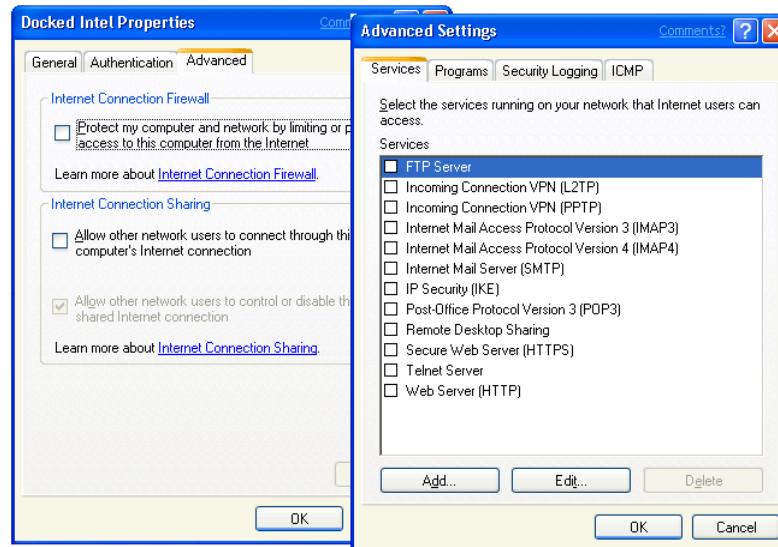 Docked Intel Properties
General Authentication Advanced
Internet Connection Firewall
Protect my computer and network by limiting or
access to this computer from the Internet
Learn more about Internet Connection Firewall.
Internet Connection Sharing
Allow other network users to connect through
computer's Internet connection
Allow other network users to control or disable
shared Internet connection
Learn more about Internet Connection Sharing.
OK
Advanced Settings Comments? ?
Services Programs Security Logging ICMP
Select the services running on your network that Internet users can
access.
Services
FTP Server
Incoming Connection VPN (L2TP)
Incoming Connection VPN (PPTP)
Internet Mail Access Protocol Version 3 (IMAP3)
Internet Mail Access Protocol Version 4 (IMAP4)
Internet Mail Server (SMTP)
IP Security (IKE)
Post-Office Protocol Version 3 (POP3)
Remote Desktop Sharing
Secure Web Server (HTTPS)
Telnet Server
Web Server (HTTP)
Add... Edit... Delete
OK Cancel